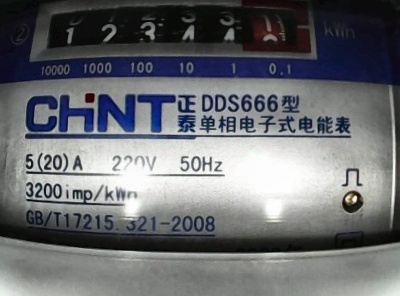 ② 1 2 3 4 4 kWh
10000 1000 100 10 1 0.1
CHNT 正泰 DDS666型
单相电子式电能表
5(20)A 220V 50Hz
3200imp/kWh
GB/T17215.321-2008